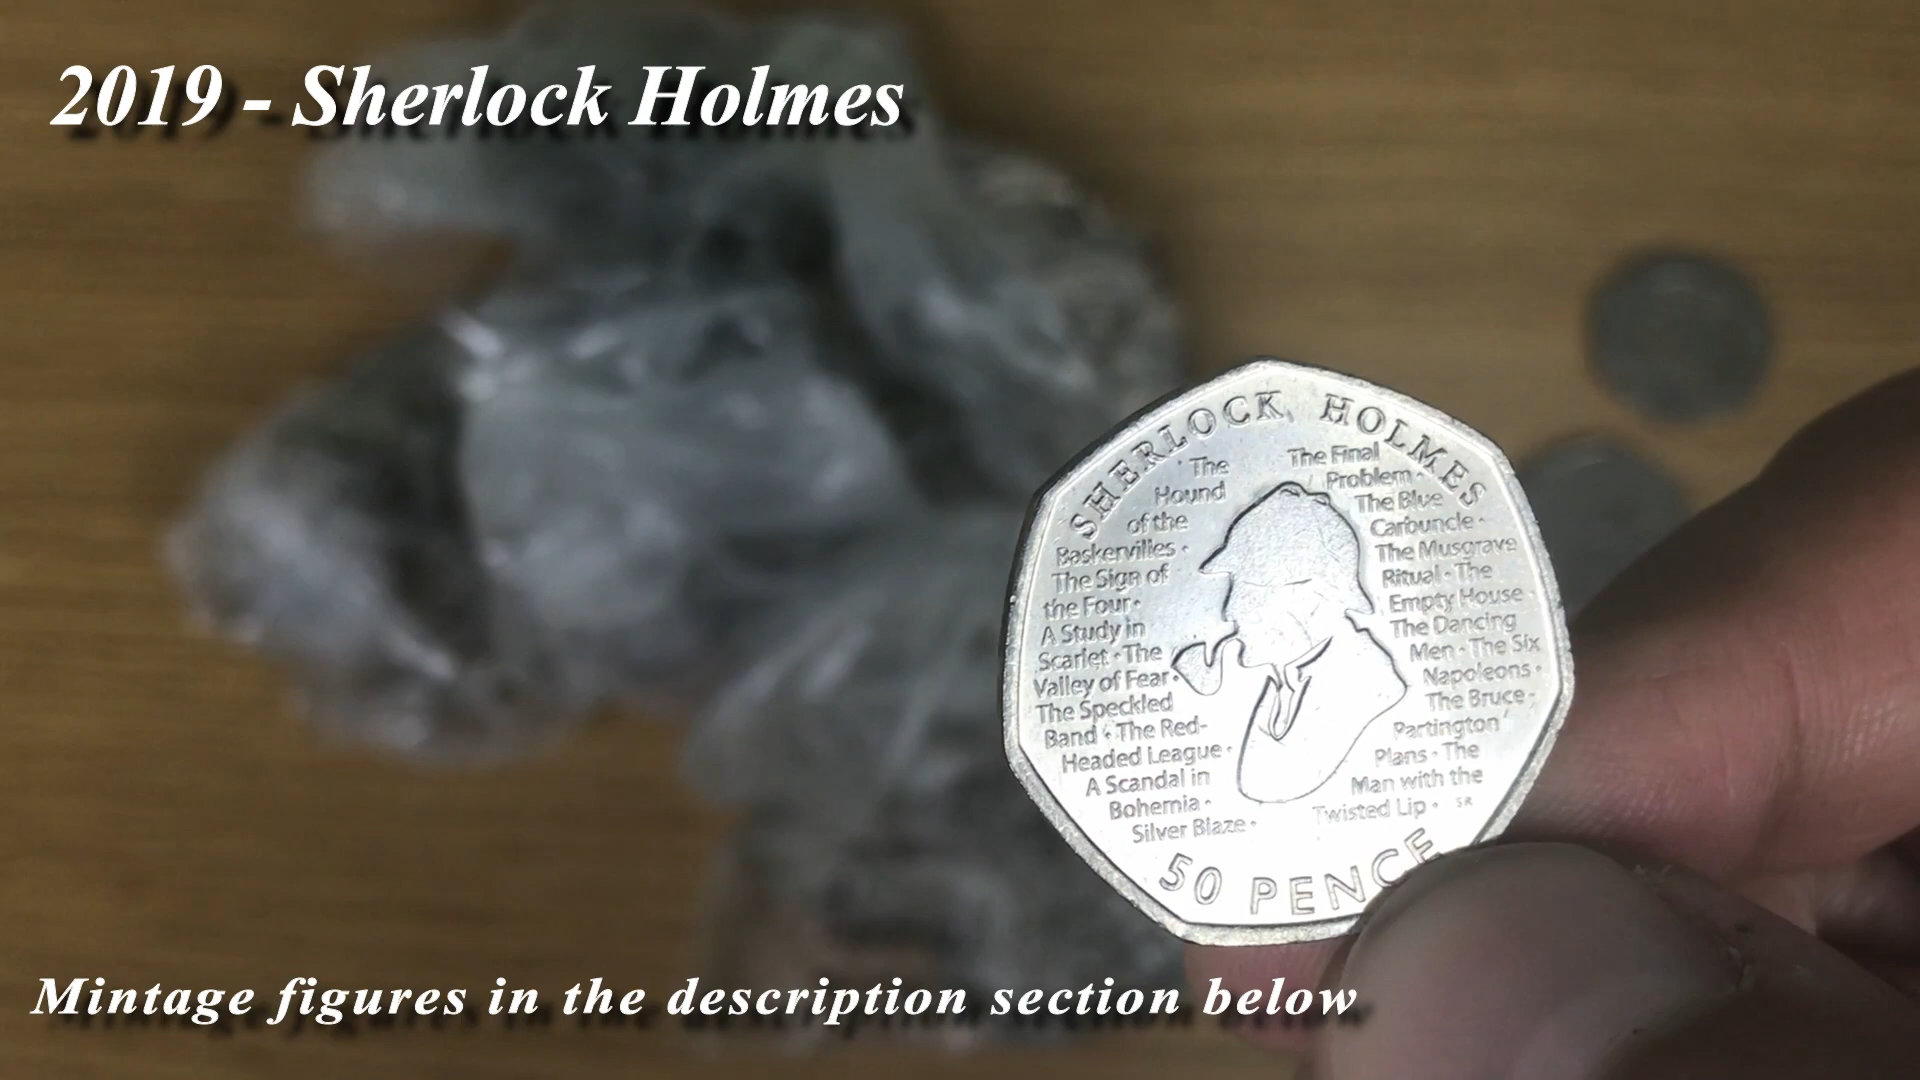 2019 - Sherlock Holmes
SHERLOCK HOLMES
The
Hound
of the
Baskervilles ·
The Sign of
the Four ·
A Study in
Scarlet · The
Valley of Fear ·
The Speckled
Band · The Red-
Headed League ·
A Scandal in
Bohemia ·
Silver Blaze ·
The Final
Problem ·
The Blue
Carbuncle ·
The Musgrave
Ritual · The
Empty House ·
The Dancing
Men · The Six
Napoleons ·
The Bruce-
Partington
Plans · The
Man with the
Twisted Lip ·
SR
50 PENCE
Mintage figures in the description section below